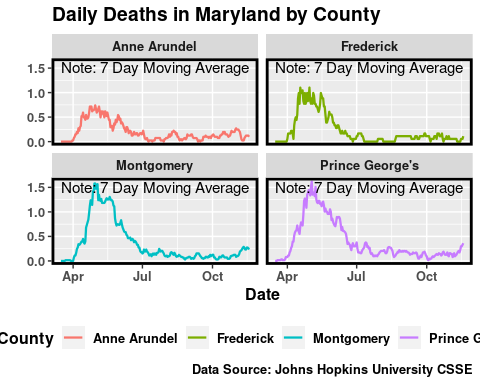 Daily Deaths in Maryland by County
Anne Arundel Frederick
Note: 7 Day Moving Average Note: 7 Day Moving Average
1.5
1.0
0.5
0.0
Montgomery Prince George's
Note: 7 Day Moving Average Note: 7 Day Moving Average
1.5
1.0
0.5
0.0
Apr Jul Oct Apr Jul Oct
Date
County Anne Arundel Frederick Montgomery Prince G
Data Source: Johns Hopkins University CSSE